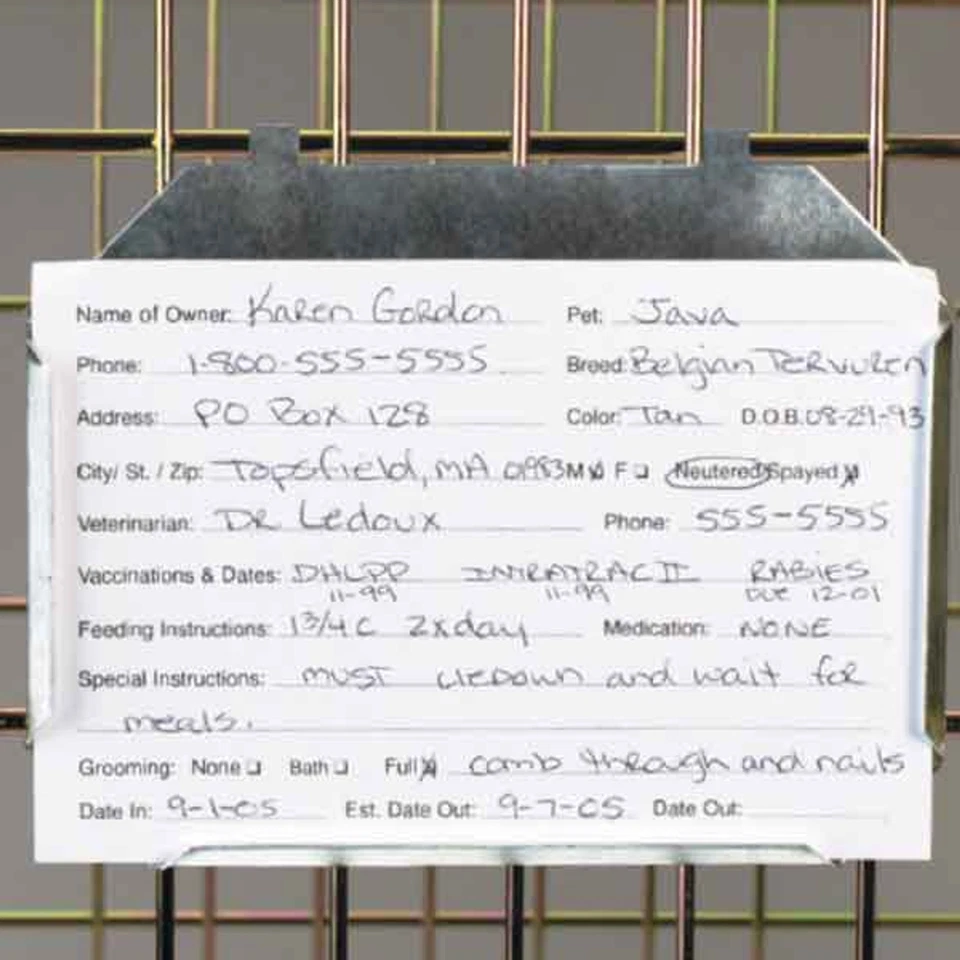 Name of Owner: Karen Gordon Pet: Java
Phone: 1-800-555-5555 Breed: Belgian Tervuren
Address: PO Box 128 Color: Tan D.O.B. 08-29-93
City/ St. / Zip: Topsfield, MA 01983 M F Neutered Spayed
Veterinarian: DR Ledoux Phone: 555-5555
Vaccinations & Dates: DHLPP INTRATRAC II RABIES
11-99 11-99 DUE 12-01
Feeding Instructions: 1 3/4 C 2xday Medication: NONE
Special Instructions: MUST lieDown and wait for
meals.
Grooming: None Bath Full comb through and nails
Date In: 9-1-05 Est. Date Out: 9-7-05 Date Out: